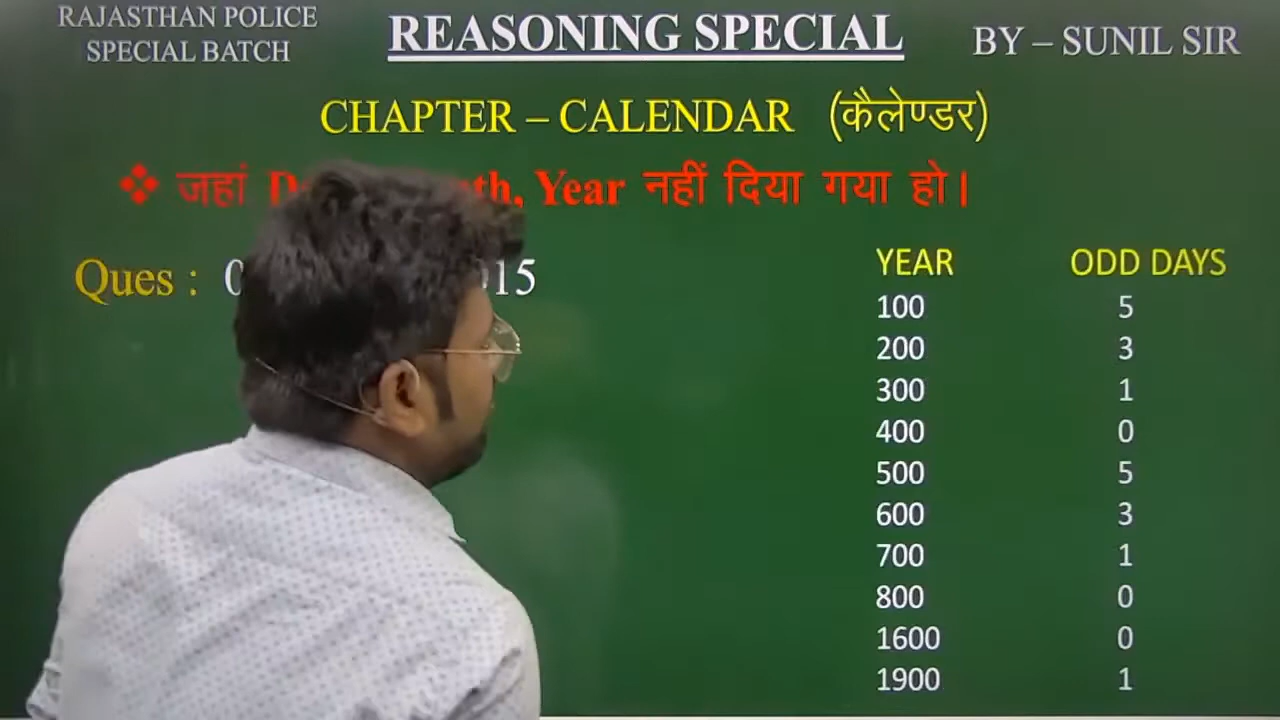 RAJASTHAN POLICE
SPECIAL BATCH
REASONING SPECIAL
BY – SUNIL SIR
CHAPTER – CALENDAR (कैलेण्डर)
❖ जहां Year नहीं दिया गया हो।
Ques :
YEAR ODD DAYS
100 5
200 3
300 1
400 0
500 5
600 3
700 1
800 0
1600 0
1900 1